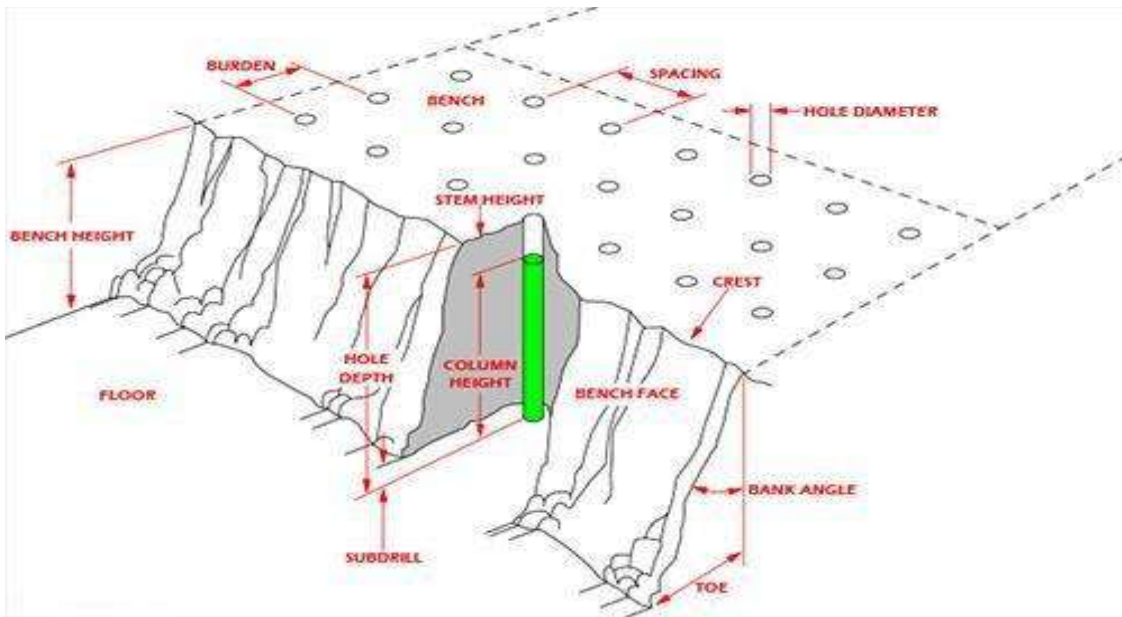 BURDEN
SPACING
BENCH
HOLE DIAMETER
STEM HEIGHT
BENCH HEIGHT
CREST
HOLE
DEPTH
COLUMN
HEIGHT
FLOOR
BENCH FACE
BANK ANGLE
SUBDRILL
TOE